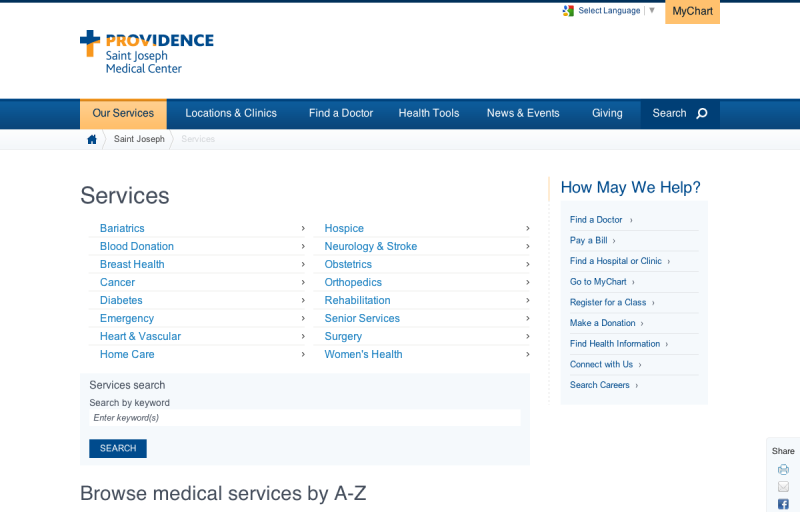 Select Language ▼
MyChart
PROVIDENCE
Saint Joseph
Medical Center
Our Services
Locations & Clinics
Find a Doctor
Health Tools
News & Events
Giving
Search
Saint Joseph
Services
Services
Bariatrics ›
Blood Donation ›
Breast Health ›
Cancer ›
Diabetes ›
Emergency ›
Heart & Vascular ›
Home Care ›
Hospice ›
Neurology & Stroke ›
Obstetrics ›
Orthopedics ›
Rehabilitation ›
Senior Services ›
Surgery ›
Women's Health ›
Services search
Search by keyword
Enter keyword(s)
SEARCH
Browse medical services by A-Z
How May We Help?
Find a Doctor ›
Pay a Bill ›
Find a Hospital or Clinic ›
Go to MyChart ›
Register for a Class ›
Make a Donation ›
Find Health Information ›
Connect with Us ›
Search Careers ›
Share